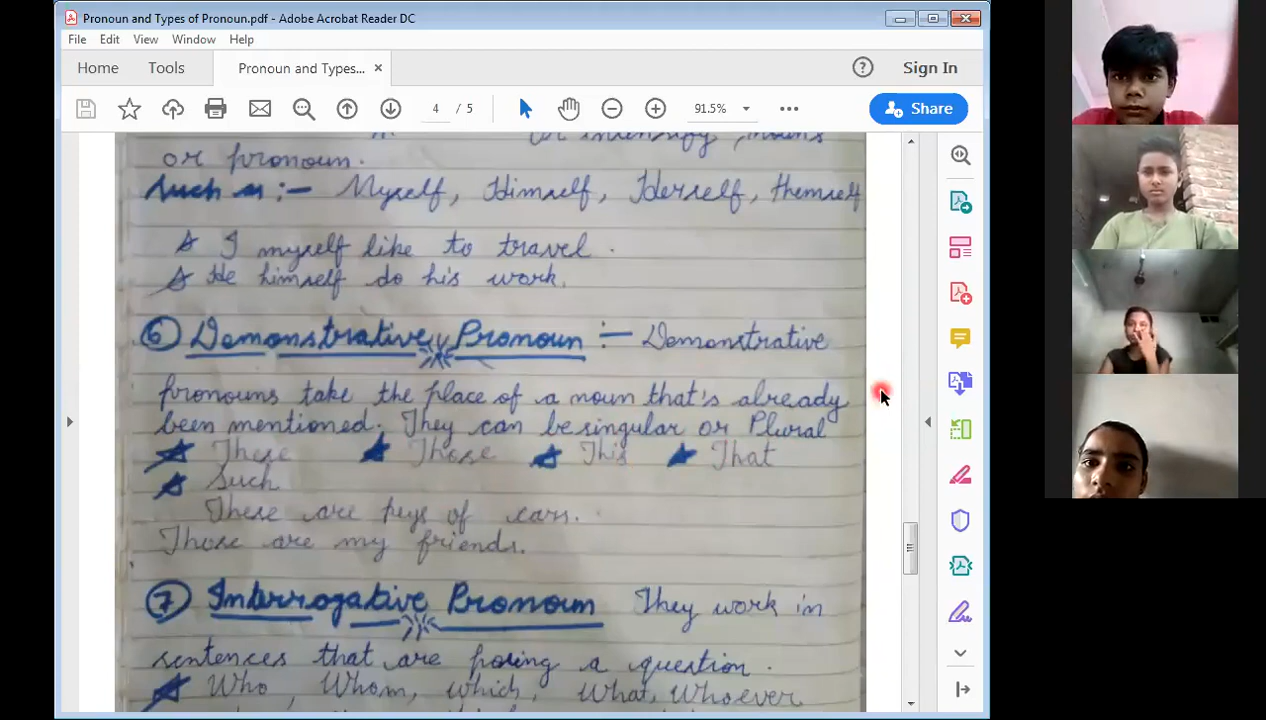 Pronoun and Types of Pronoun.pdf - Adobe Acrobat Reader DC
File Edit View Window Help
Home Tools Pronoun and Types... × Sign In
4 / 5 91.5% Share
or intensify nouns
or pronoun.
Such as :- Myself, Himself, Herself, themself
I myself like to travel.
He himself do his work.
6 Demonstrative Pronoun :- Demonstrative
pronouns take the place of a noun that's already
been mentioned. They can be singular or Plural
These Those This That
Such
These are keys of cars.
Those are my friends.
7 Interrogative Pronoun They work in
sentences that are posing a question.
Who, Whom, which, What, Whoever